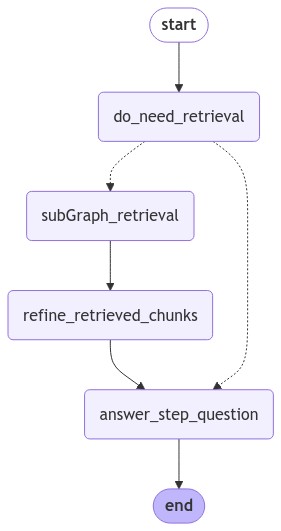 start
do_need_retrieval
subGraph_retrieval
refine_retrieved_chunks
answer_step_question
end